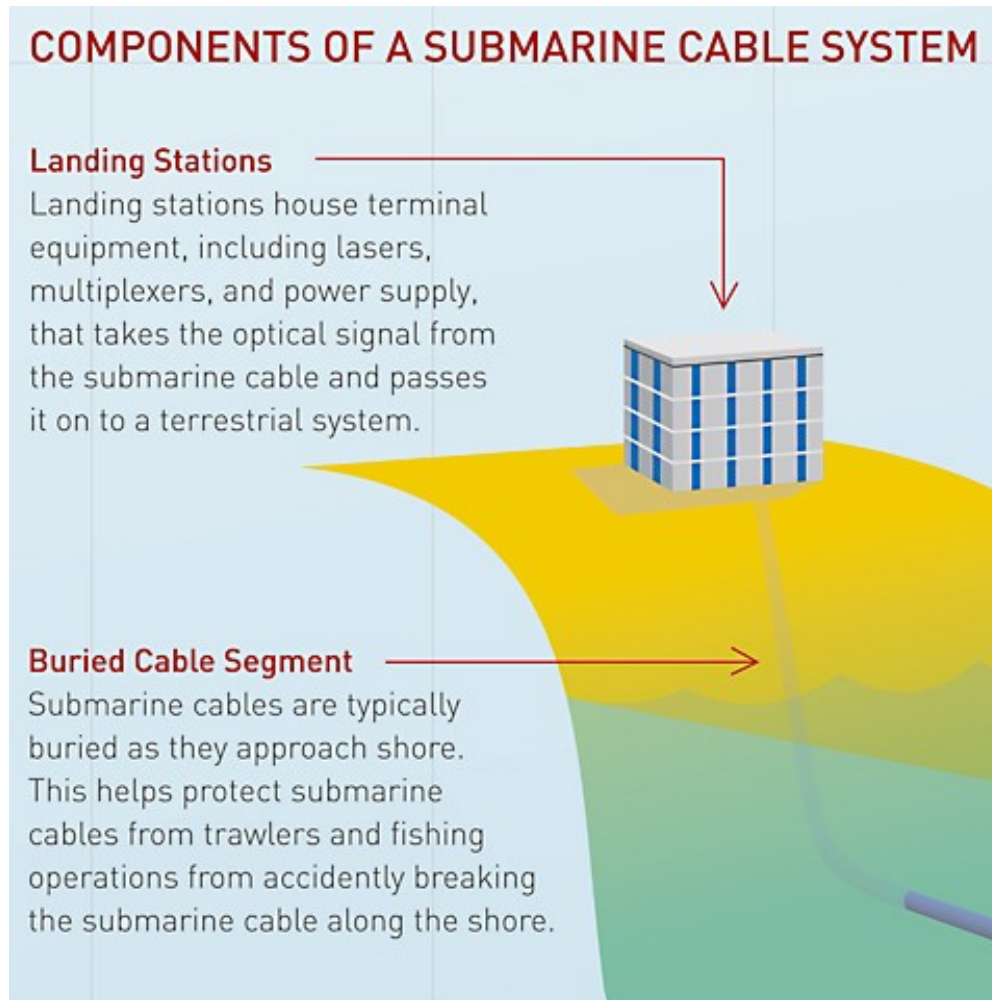 COMPONENTS OF A SUBMARINE CABLE SYSTEM
Landing Stations
Landing stations house terminal
equipment, including lasers,
multiplexers, and power supply,
that takes the optical signal from
the submarine cable and passes
it on to a terrestrial system.
Buried Cable Segment
Submarine cables are typically
buried as they approach shore.
This helps protect submarine
cables from trawlers and fishing
operations from accidently breaking
the submarine cable along the shore.